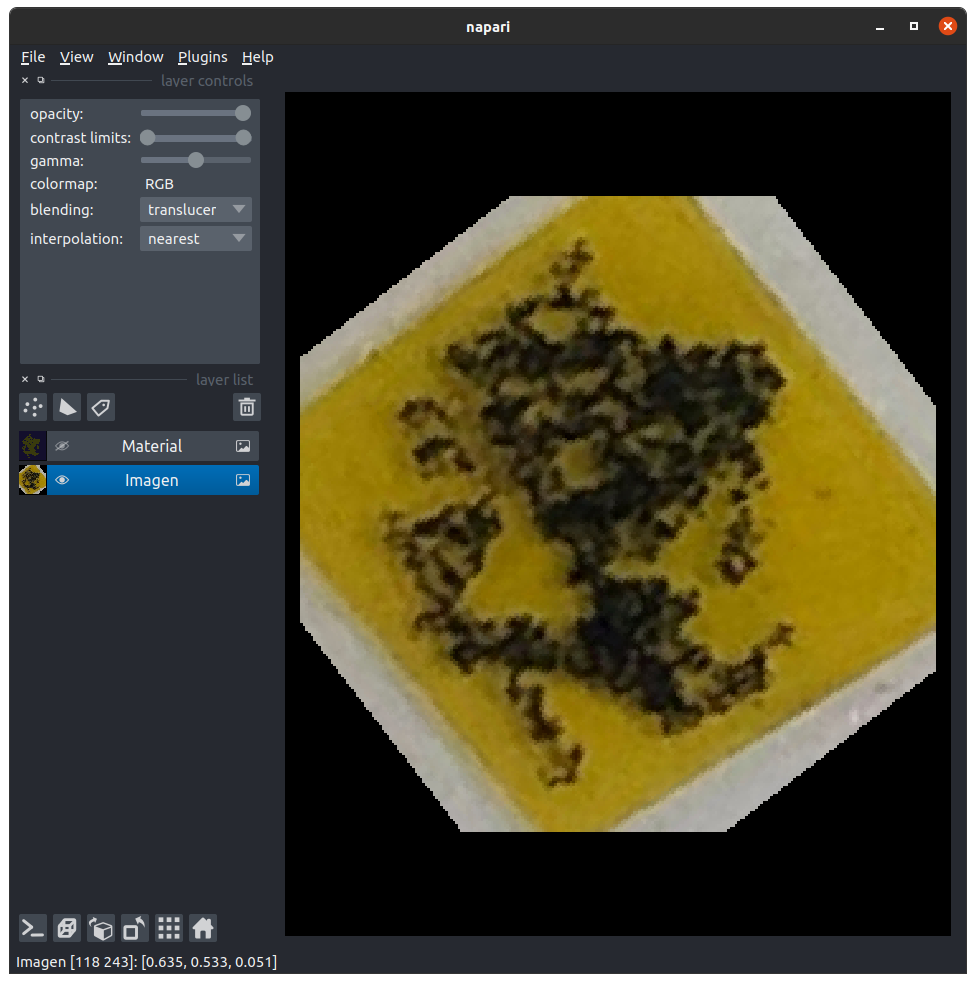 napari
File View Window Plugins Help
layer controls
opacity:
contrast limits:
gamma:
colormap: RGB
blending: translucer
interpolation: nearest
layer list
Material
Imagen
Imagen [118 243]: [0.635, 0.533, 0.051]